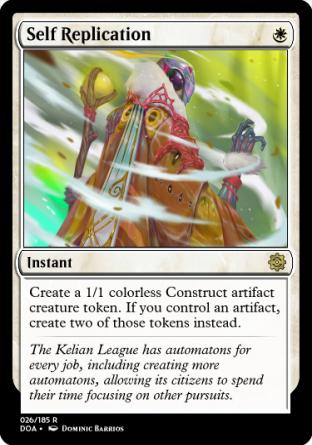 Self Replication
Instant
Create a 1/1 colorless Construct artifact
creature token. If you control an artifact,
create two of those tokens instead.
The Kelian League has automatons for
every job, including creating more
automatons, allowing its citizens to spend
their time focusing on other pursuits.
026/185 R
DOA • Dominic Barrios